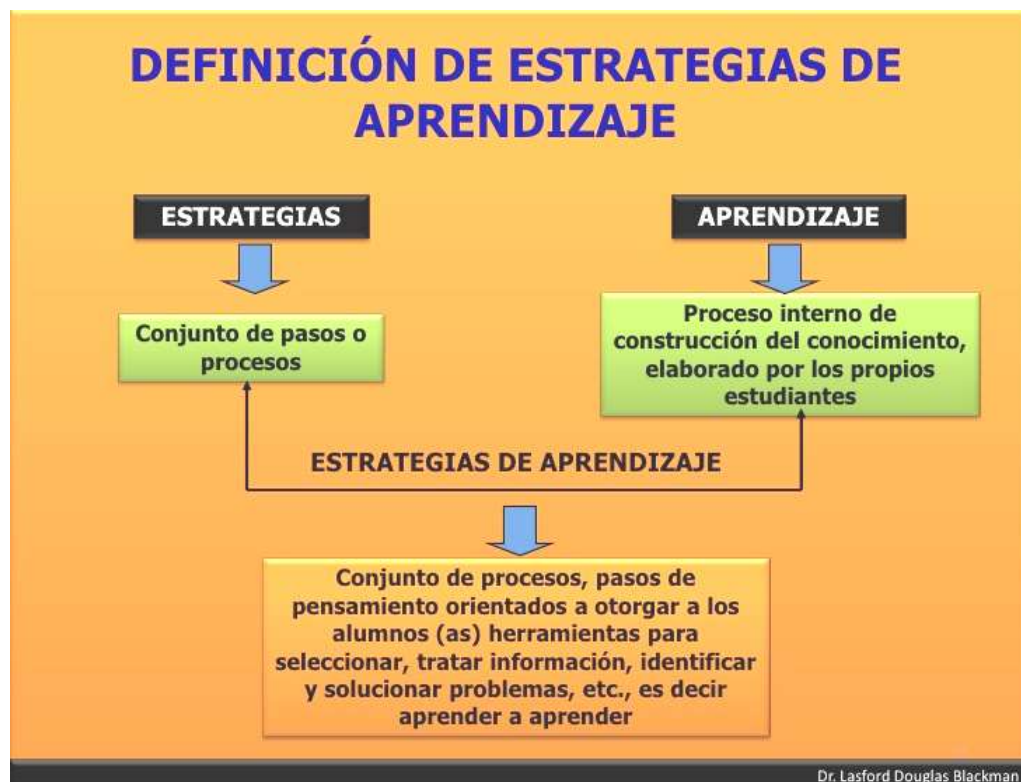 DEFINICIÓN DE ESTRATEGIAS DE
APRENDIZAJE
ESTRATEGIAS
APRENDIZAJE
Conjunto de pasos o
procesos
Proceso interno de
construcción del conocimiento,
elaborado por los propios
estudiantes
ESTRATEGIAS DE APRENDIZAJE
Conjunto de procesos, pasos de
pensamiento orientados a otorgar a los
alumnos (as) herramientas para
seleccionar, tratar información, identificar
y solucionar problemas, etc., es decir
aprender a aprender
Dr. Lasford Douglas Blackman